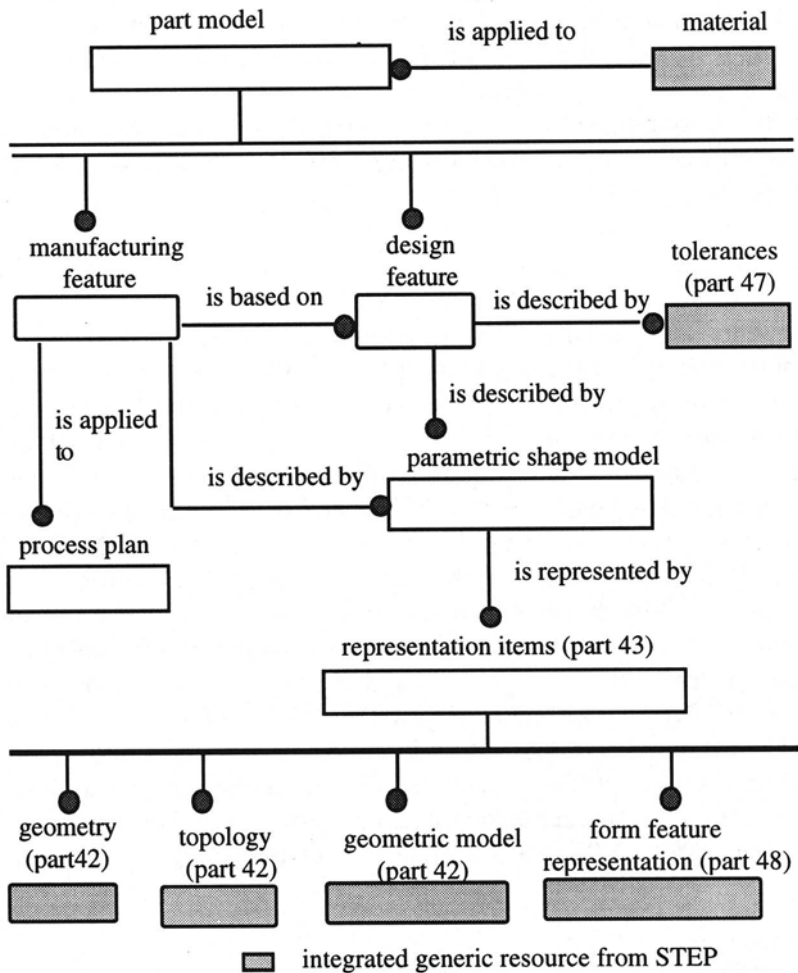 part model
is applied to
material
manufacturing
feature
design
feature
tolerances
(part 47)
is based on
is described by
is applied
to
is described by
parametric shape model
is described by
process plan
is represented by
representation items (part 43)
geometry
(part42)
topology
(part 42)
geometric model
(part 42)
form feature
representation (part 48)
integrated generic resource from STEP